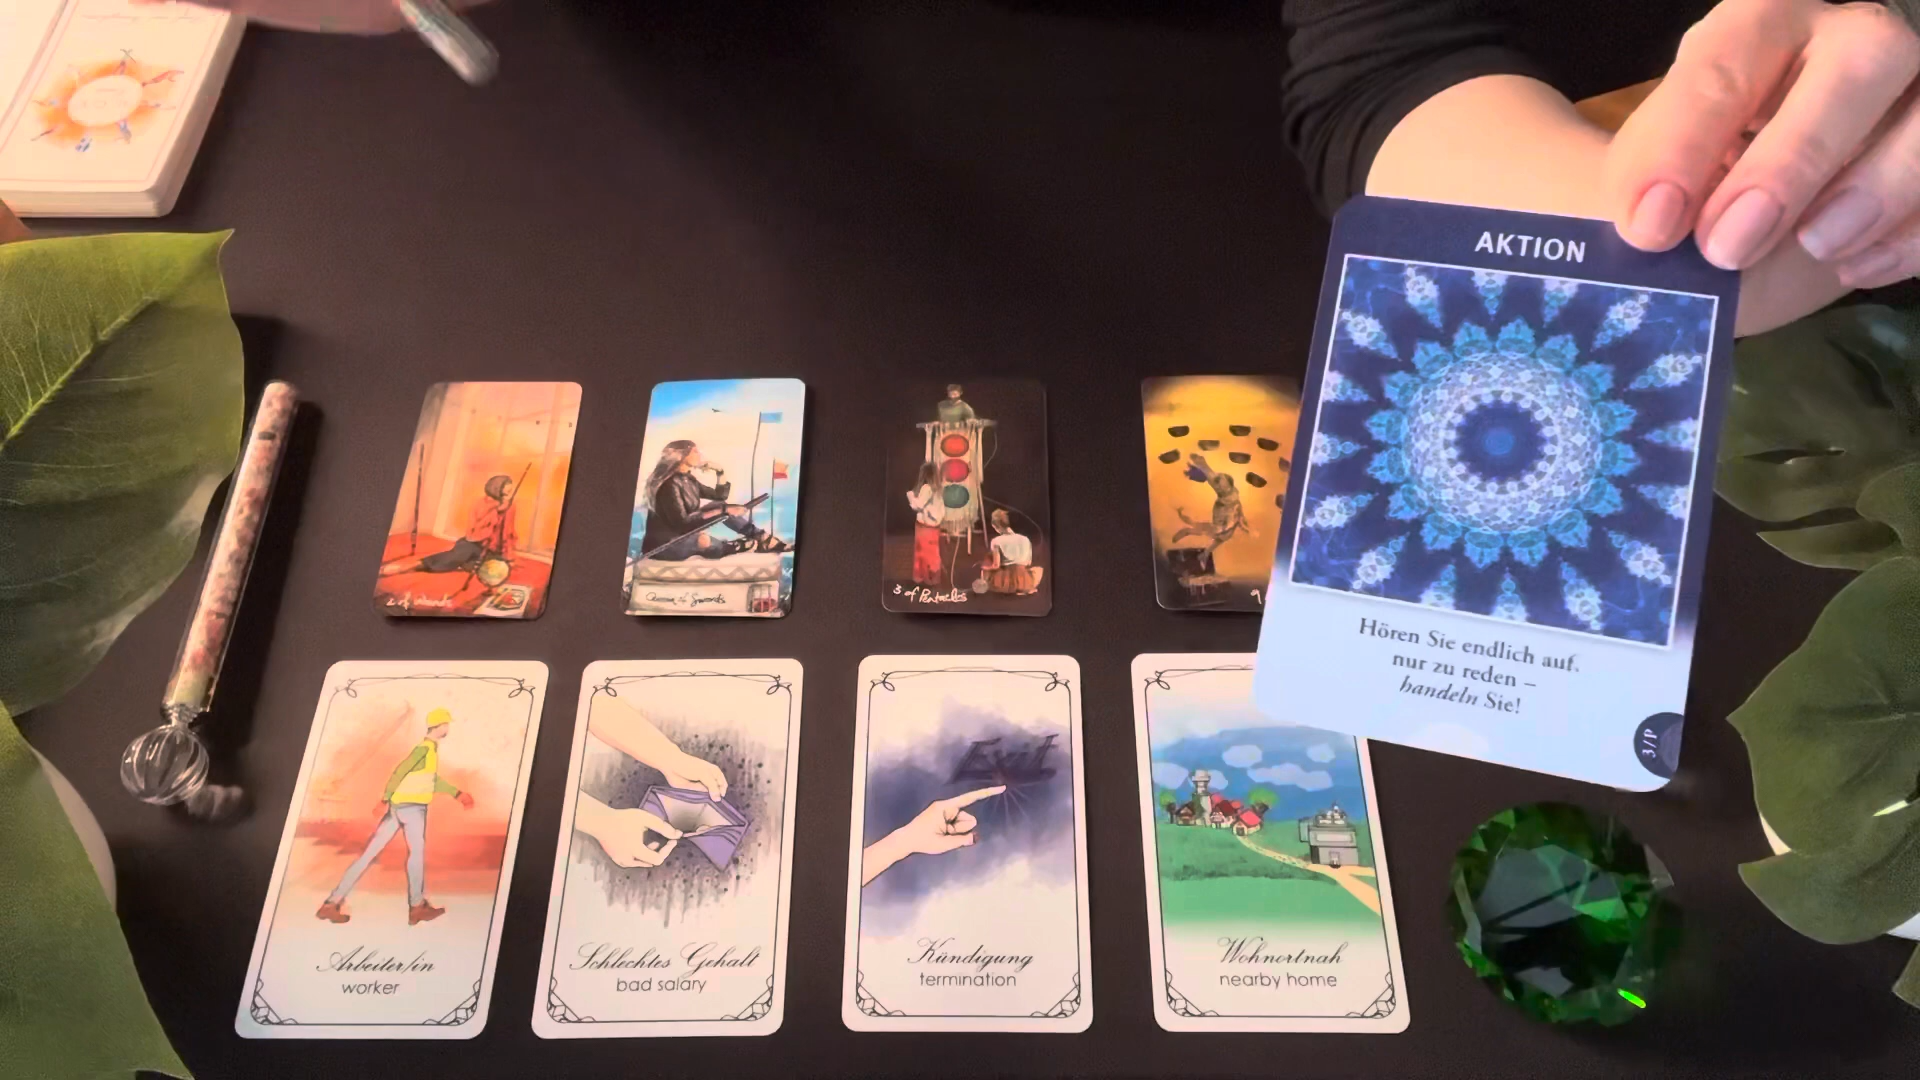 AKTION
Hören Sie endlich auf,
nur zu reden –
handeln Sie!
3/P
2 of Wands
Queen of Swords
3 of Pentacles
9
Exit
Arbeiter/in
worker
Schlechtes Gehalt
bad salary
Kündigung
termination
Wohnortnah
nearby home